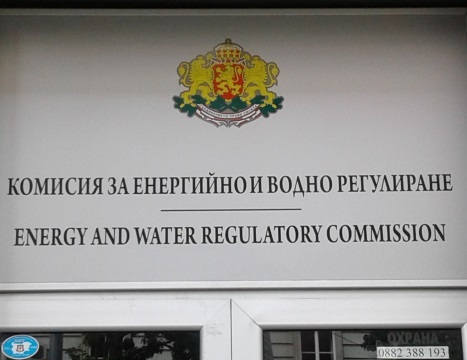 КОМИСИЯ ЗА ЕНЕРГИЙНО И ВОДНО РЕГУЛИРАНЕ
ENERGY AND WATER REGULATORY COMMISSION
ОХРАНА
0882 388 193